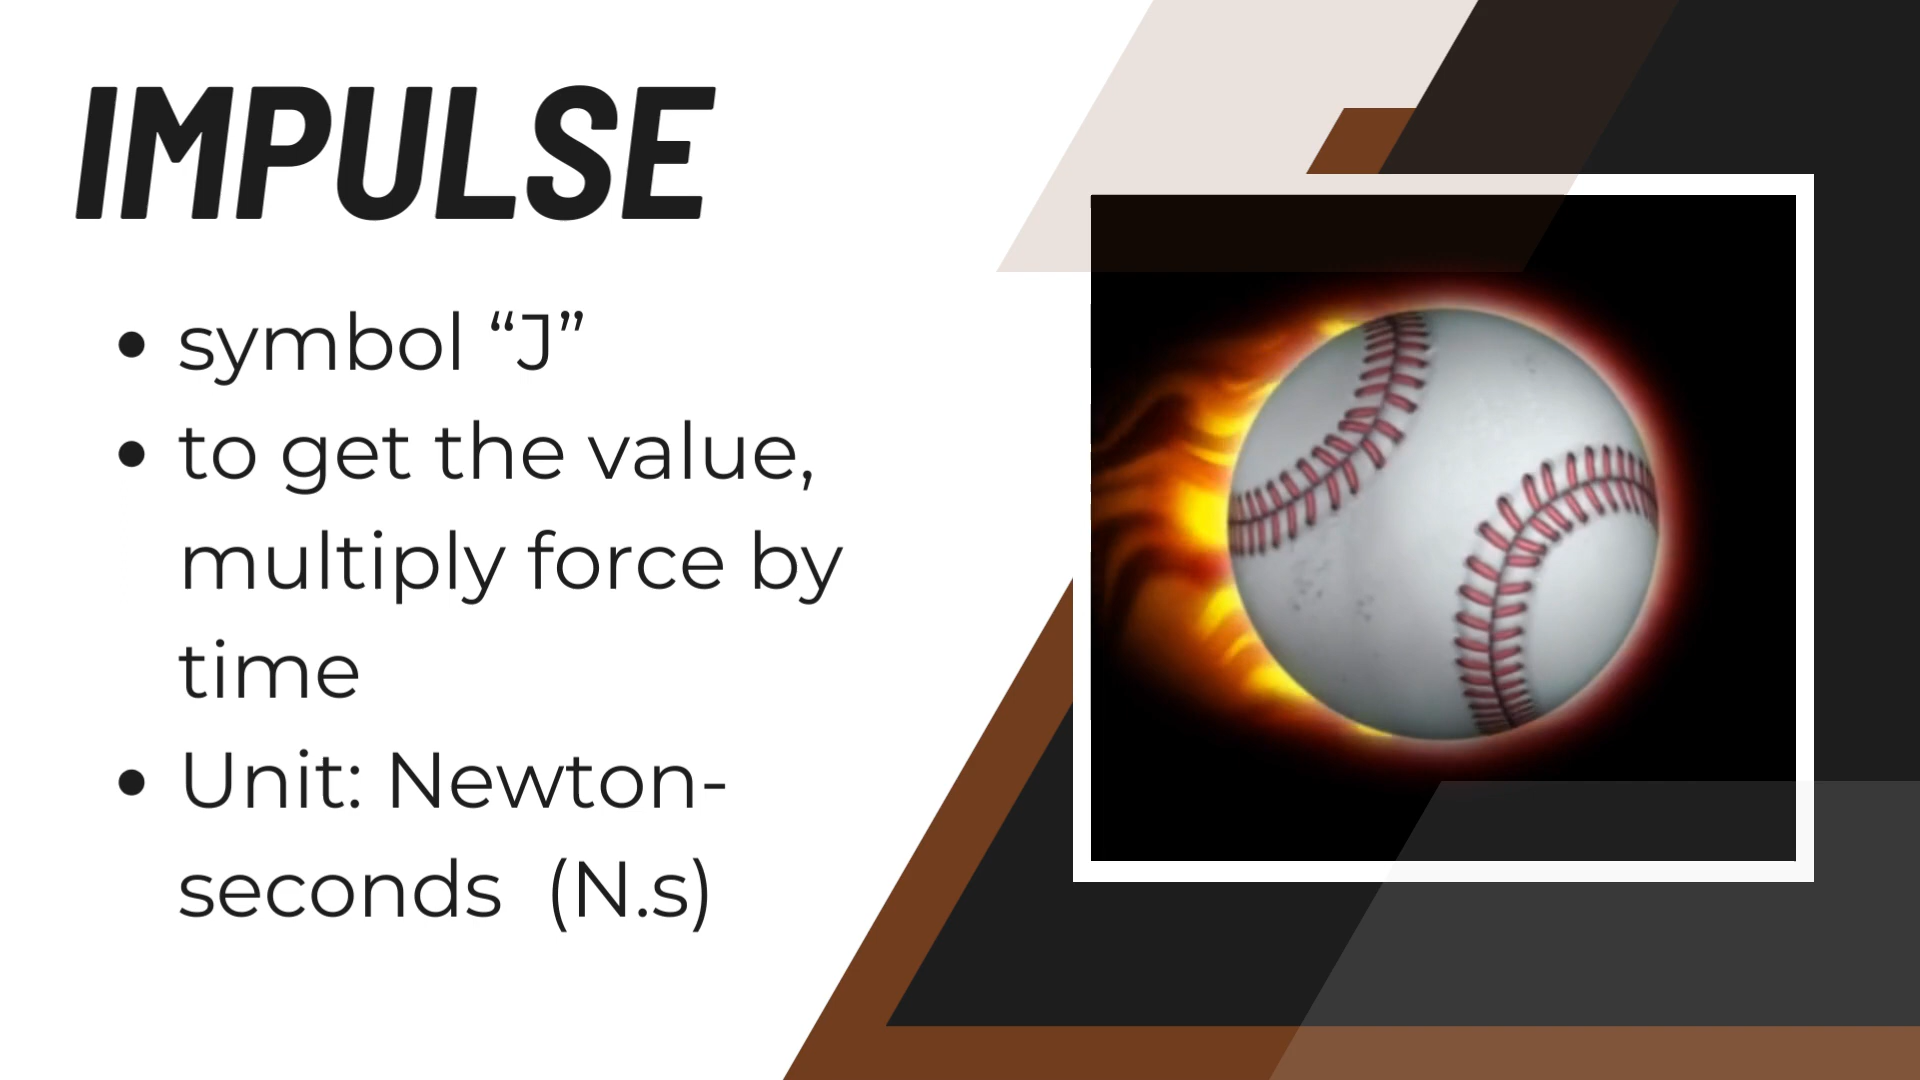 IMPULSE
• symbol “J”
• to get the value,
multiply force by
time
• Unit: Newton-
seconds  (N.s)